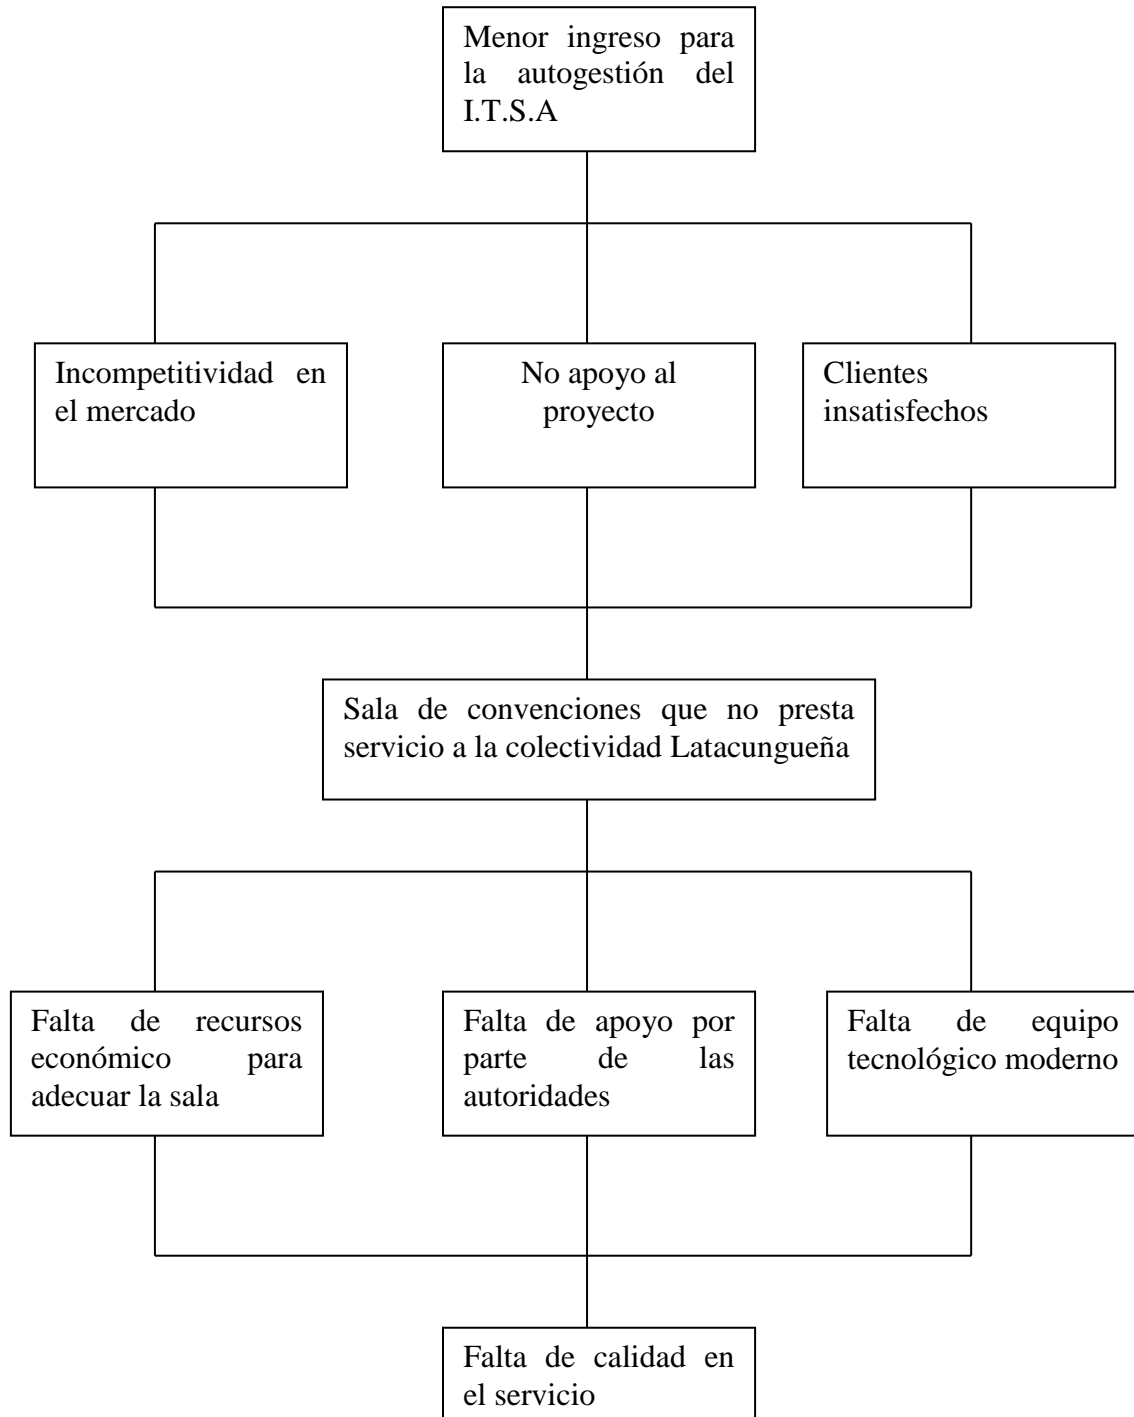 Menor ingreso para
la autogestión del
I.T.S.A
Incompetitividad en
el mercado
No apoyo al
proyecto
Clientes
insatisfechos
Sala de convenciones que no presta
servicio a la colectividad Latacungueña
Falta de recursos
económico para
adecuar la sala
Falta de apoyo por
parte de las
autoridades
Falta de equipo
tecnológico moderno
Falta de calidad en
el servicio